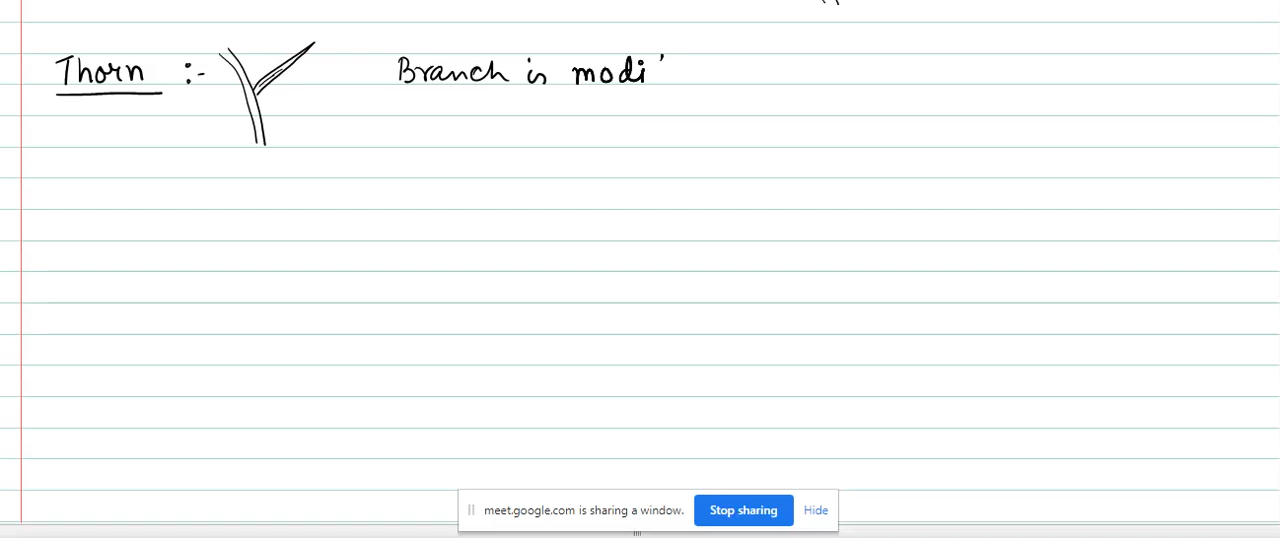 Thorn :- Branch is modi
meet.google.com is sharing a window. Stop sharing Hide